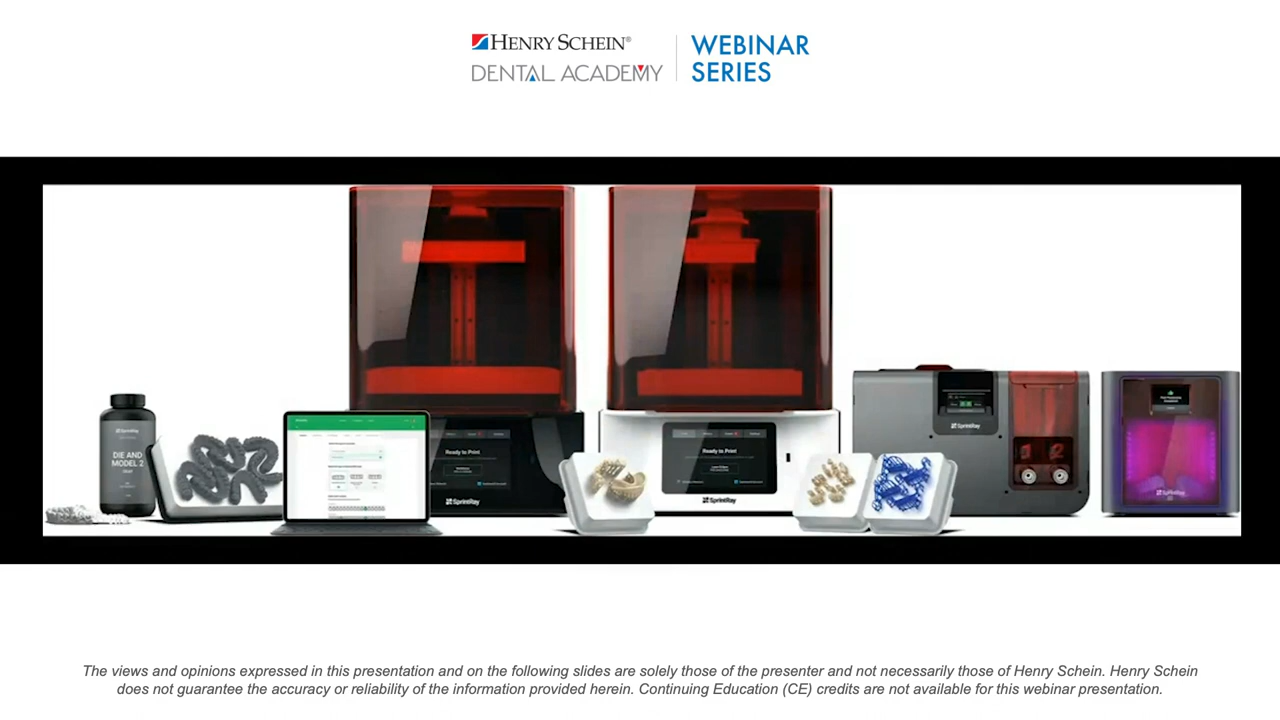 HENRY SCHEIN®
DENTAL ACADEMY
WEBINAR
SERIES
SprintRay
DIE AND
MODEL 2
Ready to Print
SprintRay
Ready to Print
SprintRay
SprintRay
SprintRay
The views and opinions expressed in this presentation and on the following slides are solely those of the presenter and not necessarily those of Henry Schein. Henry Schein
does not guarantee the accuracy or reliability of the information provided herein. Continuing Education (CE) credits are not available for this webinar presentation.